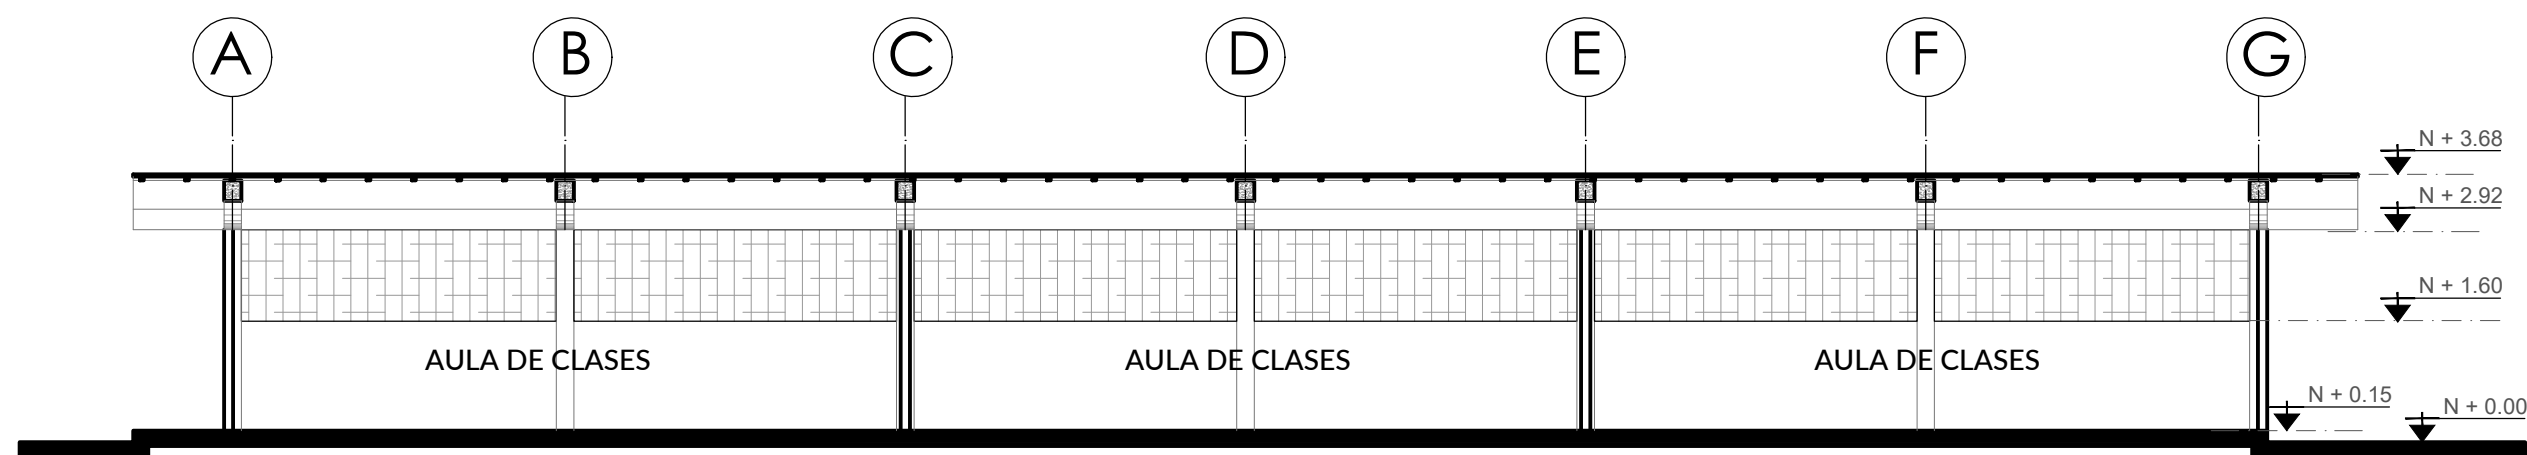 A B C D E F G
N + 3.68
N + 2.92
N + 1.60
AULA DE CLASES AULA DE CLASES AULA DE CLASES
N + 0.15
N + 0.00